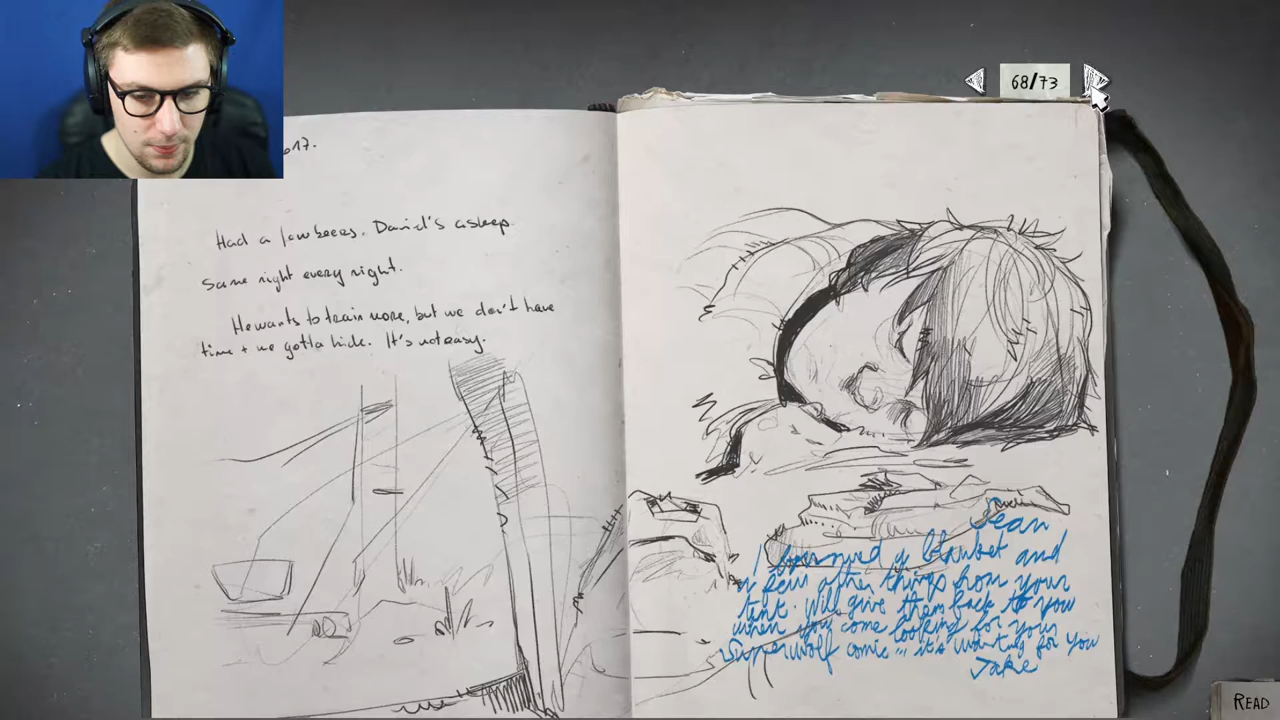 017.
68/73
Had a few beers. Daniel's asleep.
Same night every night.
He wants to train more, but we don't have
time + we gotta hide. It's not easy.
Sean
I borrowed a blanket and
a few other things from your
tent. Will give them back to you
when you come looking for your
Superwolf comic... it's waiting for you
Jake
READ